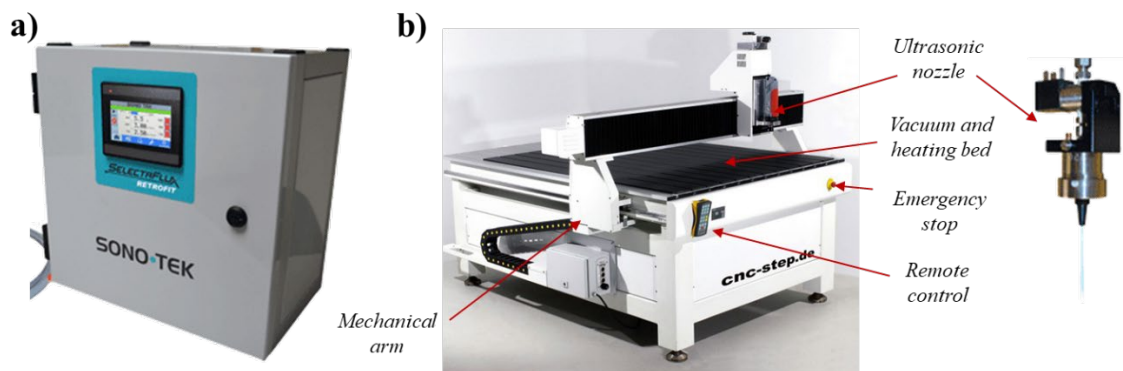 a)
SELECTAFLUX
RETROFIT
SONO•TEK
b)
Ultrasonic
nozzle
Vacuum and
heating bed
Emergency
stop
Remote
control
Mechanical
arm
cnc-step.de